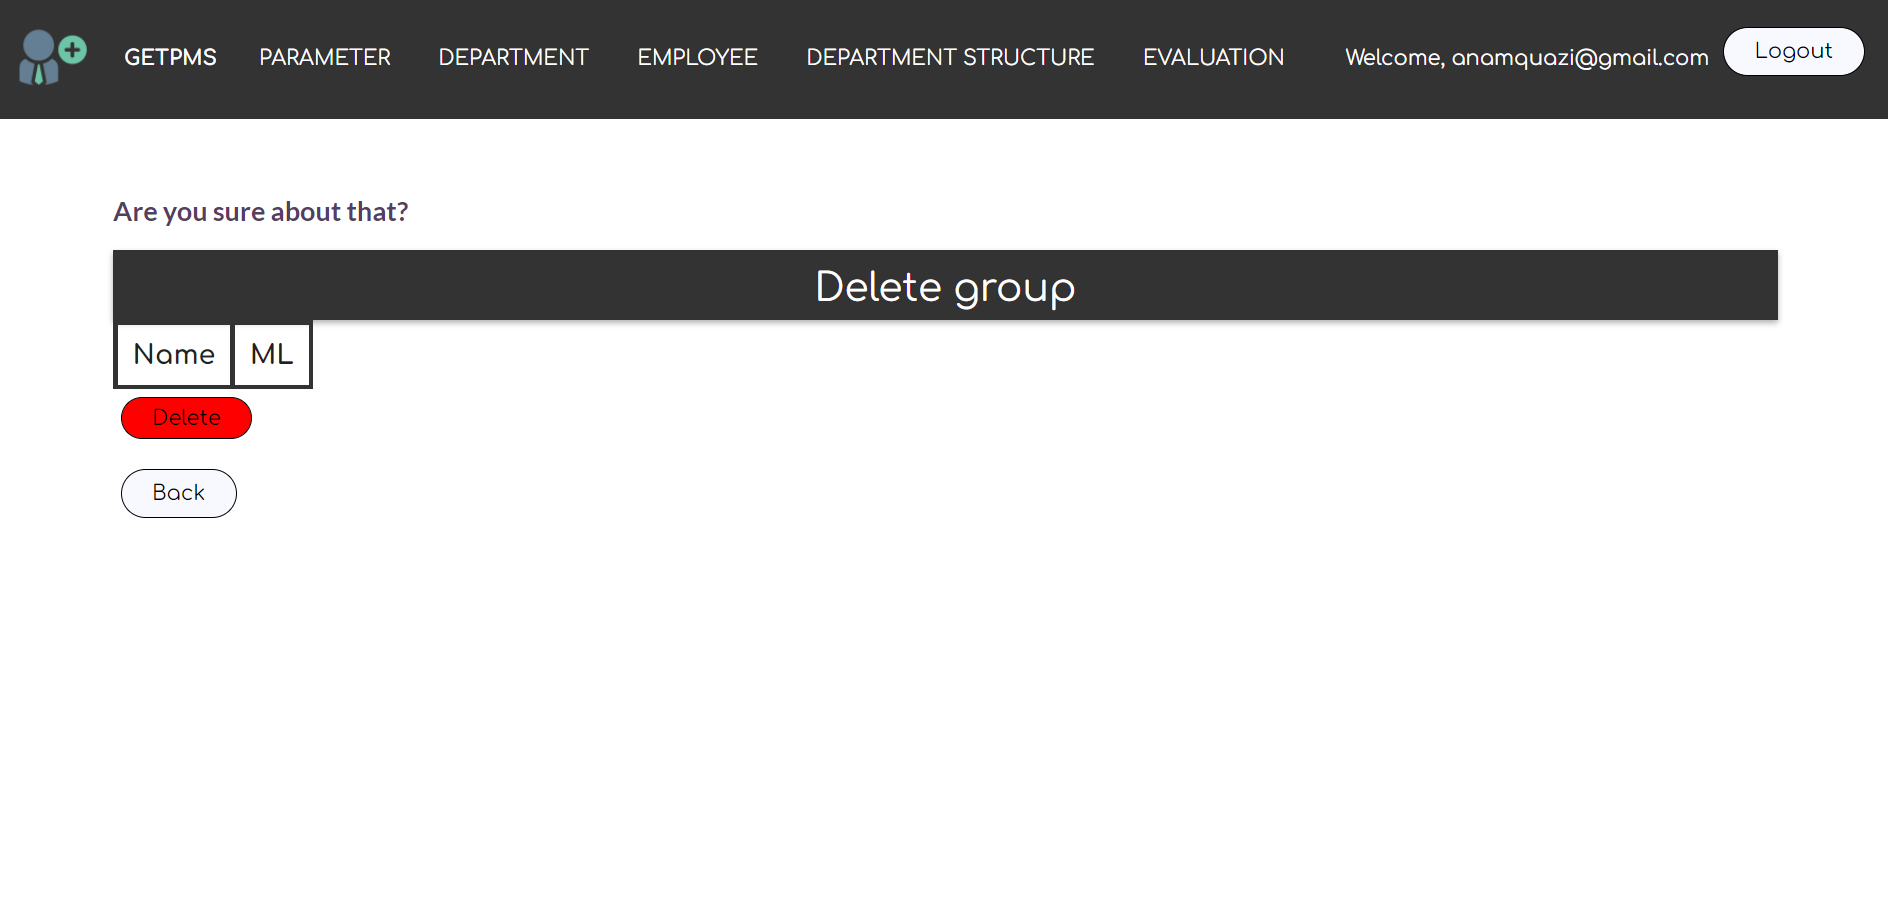 GETPMS PARAMETER DEPARTMENT EMPLOYEE DEPARTMENT STRUCTURE EVALUATION Welcome, anamquazi@gmail.com Logout
Are you sure about that?
Delete group
Name ML
Delete
Back